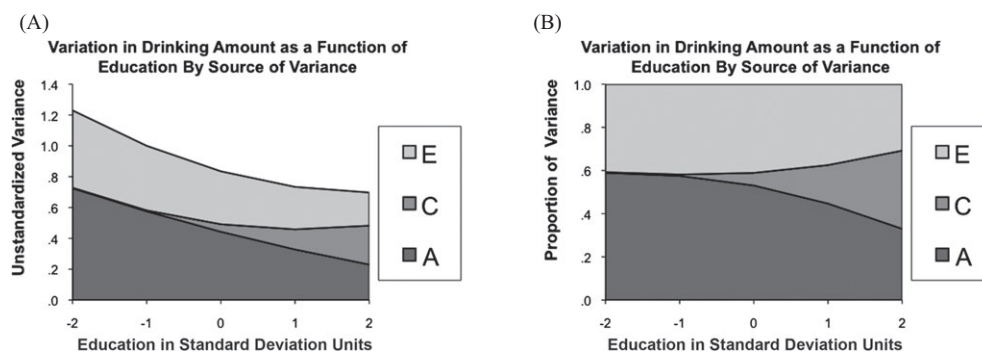 (A)
Variation in Drinking Amount as a Function of
Education By Source of Variance
Unstandardized Variance
1.4
1.2
1.0
.8
.6
.4
.2
.0
-2
-1
0
1
2
Education in Standard Deviation Units
E
C
A
(B)
Variation in Drinking Amount as a Function of
Education By Source of Variance
Proportion of Variance
1.0
.8
.6
.4
.2
.0
-2
-1
0
1
2
Education in Standard Deviation Units
E
C
A